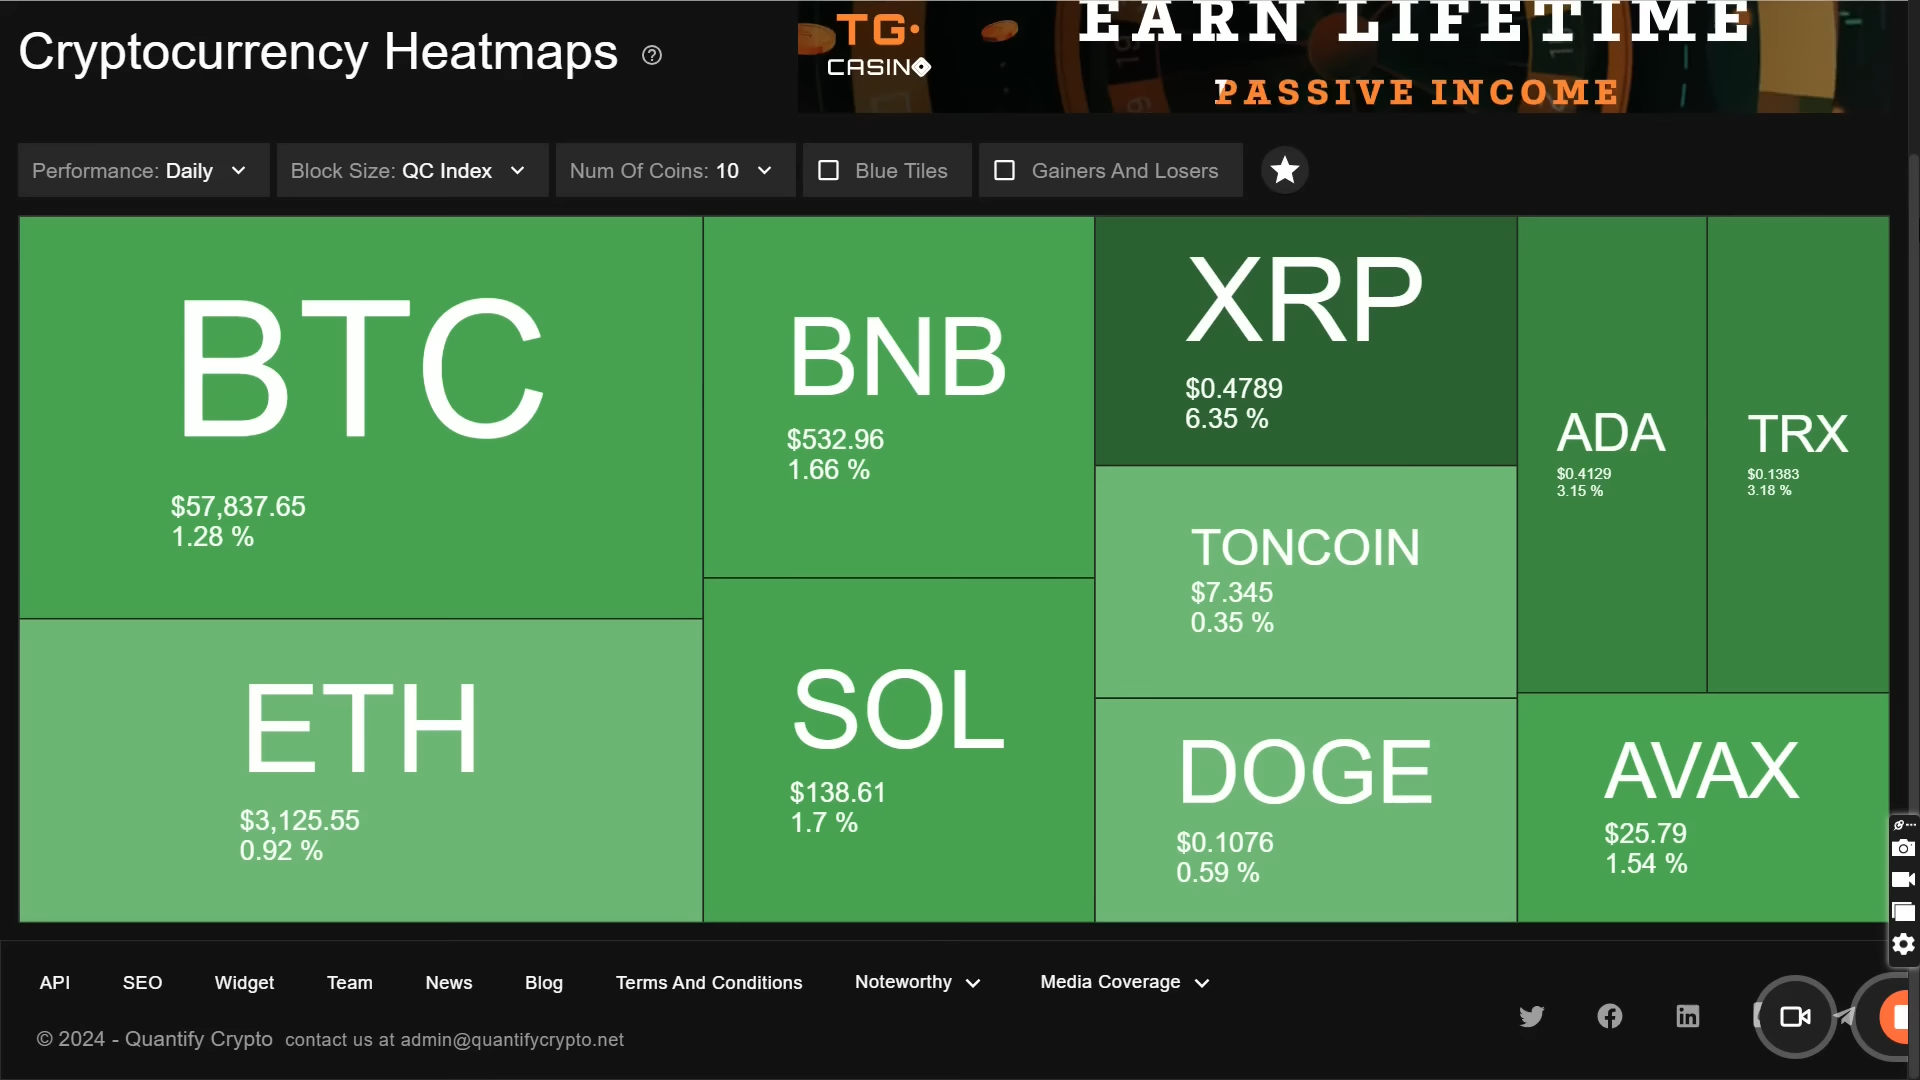 EARN LIFETIME
TG.
CASINO
PASSIVE INCOME
Cryptocurrency Heatmaps
Performance: Daily
Block Size: QC Index
Num Of Coins: 10
Blue Tiles
Gainers And Losers
BTC
$57,837.65
1.28 %
ETH
$3,125.55
0.92 %
BNB
$532.96
1.66 %
SOL
$138.61
1.7 %
XRP
$0.4789
6.35 %
TONCOIN
$7.345
0.35 %
DOGE
$0.1076
0.59 %
ADA
$0.4129
3.15 %
TRX
$0.1383
3.18 %
AVAX
$25.79
1.54 %
API
SEO
Widget
Team
News
Blog
Terms And Conditions
Noteworthy
Media Coverage
© 2024 - Quantify Crypto contact us at admin@quantifycrypto.net